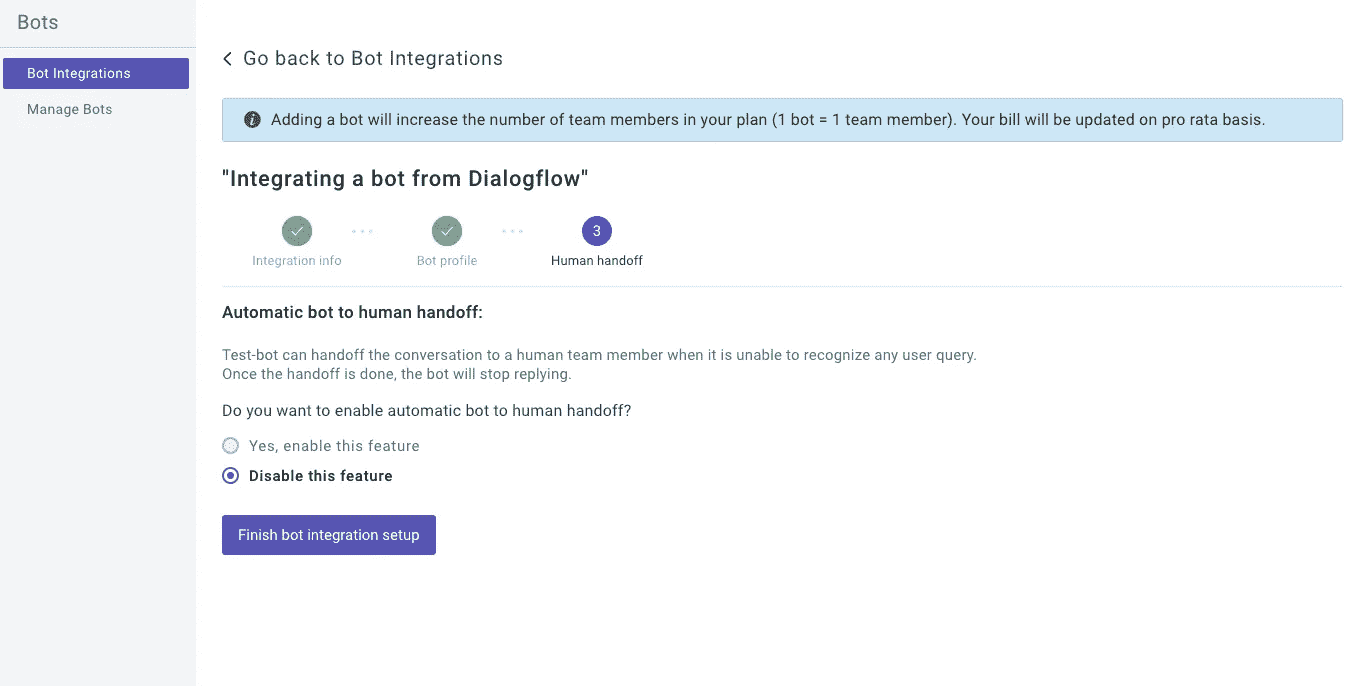 Bots
Bot Integrations
Manage Bots
Go back to Bot Integrations
Adding a bot will increase the number of team members in your plan (1 bot = 1 team member). Your bill will be updated on pro rata basis.
"Integrating a bot from Dialogflow"
3
Integration info
Bot profile
Human handoff
Automatic bot to human handoff:
Test-bot can handoff the conversation to a human team member when it is unable to recognize any user query.
Once the handoff is done, the bot will stop replying.
Do you want to enable automatic bot to human handoff?
Yes, enable this feature
Disable this feature
Finish bot integration setup